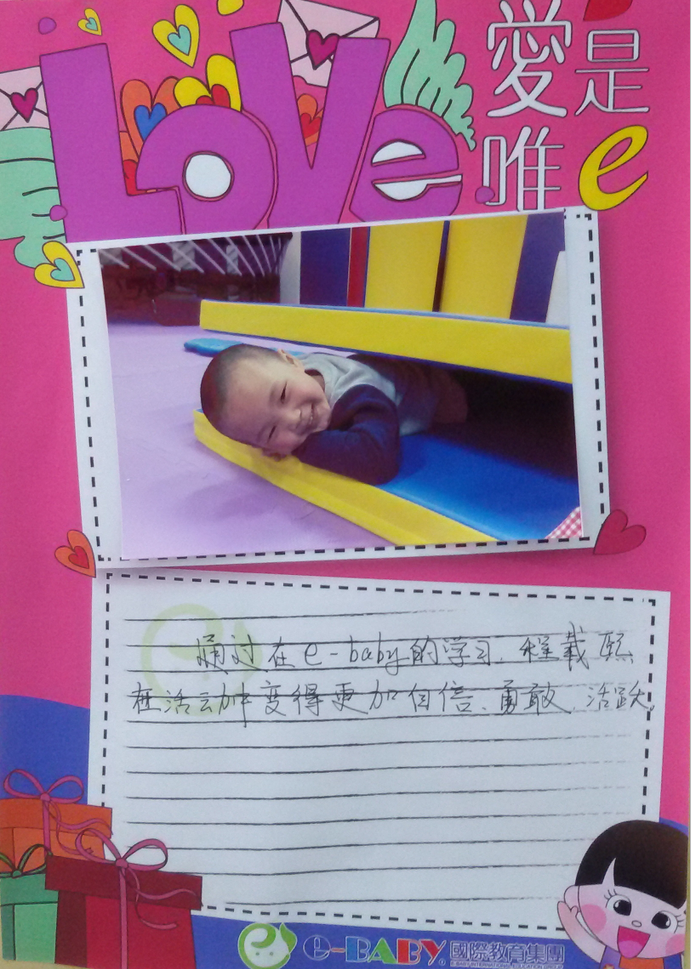 Love
愛是
唯e
通过在e-baby的学习,程载熙
在活动中变得更加自信、勇敢、活跃.
e-BABY 國際教育集團